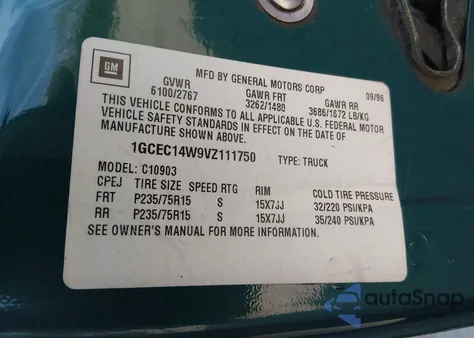 GM
MFD BY GENERAL MOTORS CORP 09/96
GVWR GAWR FRT GAWR RR
6100/2767 3262/1480 3686/1672 LB/KG
THIS VEHICLE CONFORMS TO ALL APPLICABLE U.S. FEDERAL MOTOR
VEHICLE SAFETY STANDARDS IN EFFECT ON THE DATE OF
MANUFACTURE SHOWN ABOVE.
1GCEC14W9VZ111750 TYPE: TRUCK
MODEL: C10903
CPEJ TIRE SIZE SPEED RTG RIM COLD TIRE PRESSURE
FRT P235/75R15 S 15X7JJ 32/220 PSI/KPA
RR P235/75R15 S 15X7JJ 35/240 PSI/KPA
SEE OWNER'S MANUAL FOR MORE INFORMATION.
autoSnap